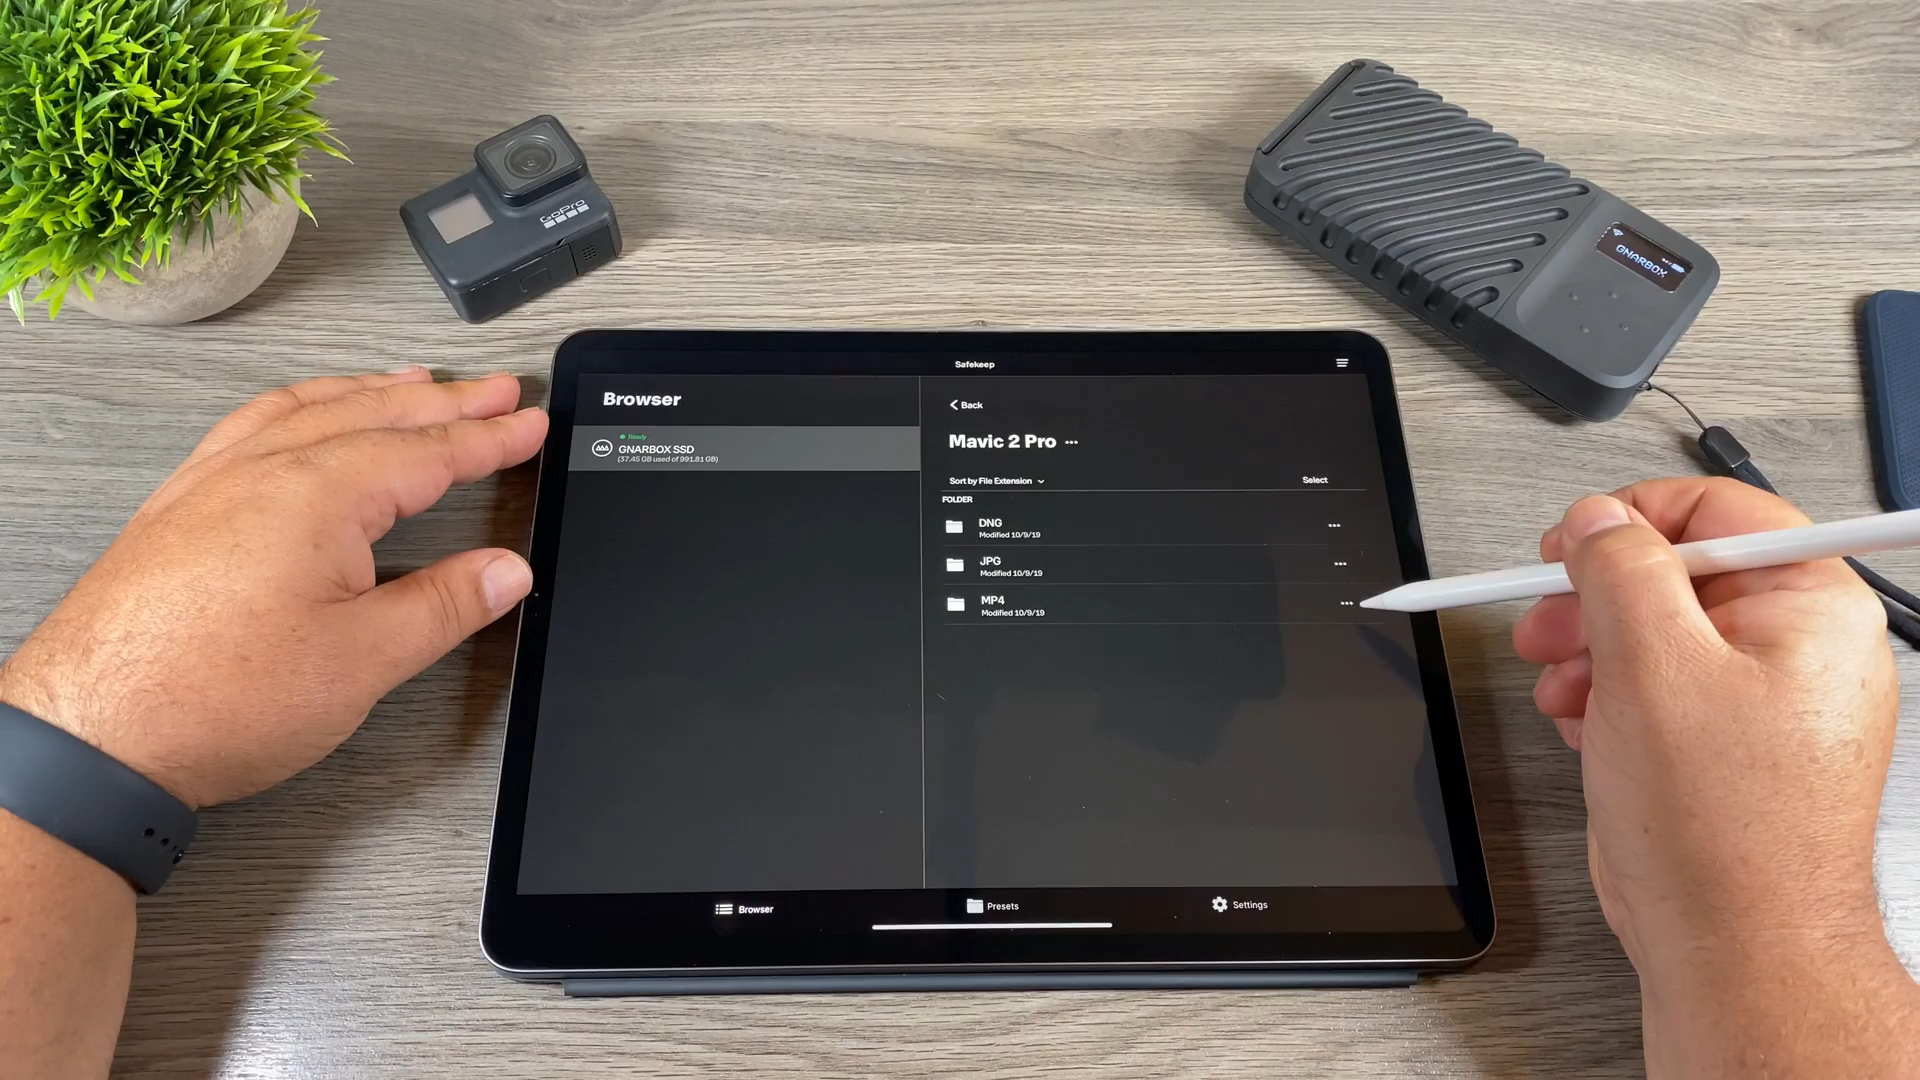 GoPro
GNARBOX
Safekeep
Browser
Ready
GNARBOX SSD
(37.45 GB used of 991.81 GB)
Back
Mavic 2 Pro
Sort by File Extension
Select
FOLDER
DNG
Modified 10/9/19
JPG
Modified 10/9/19
MP4
Modified 10/9/19
Browser
Presets
Settings